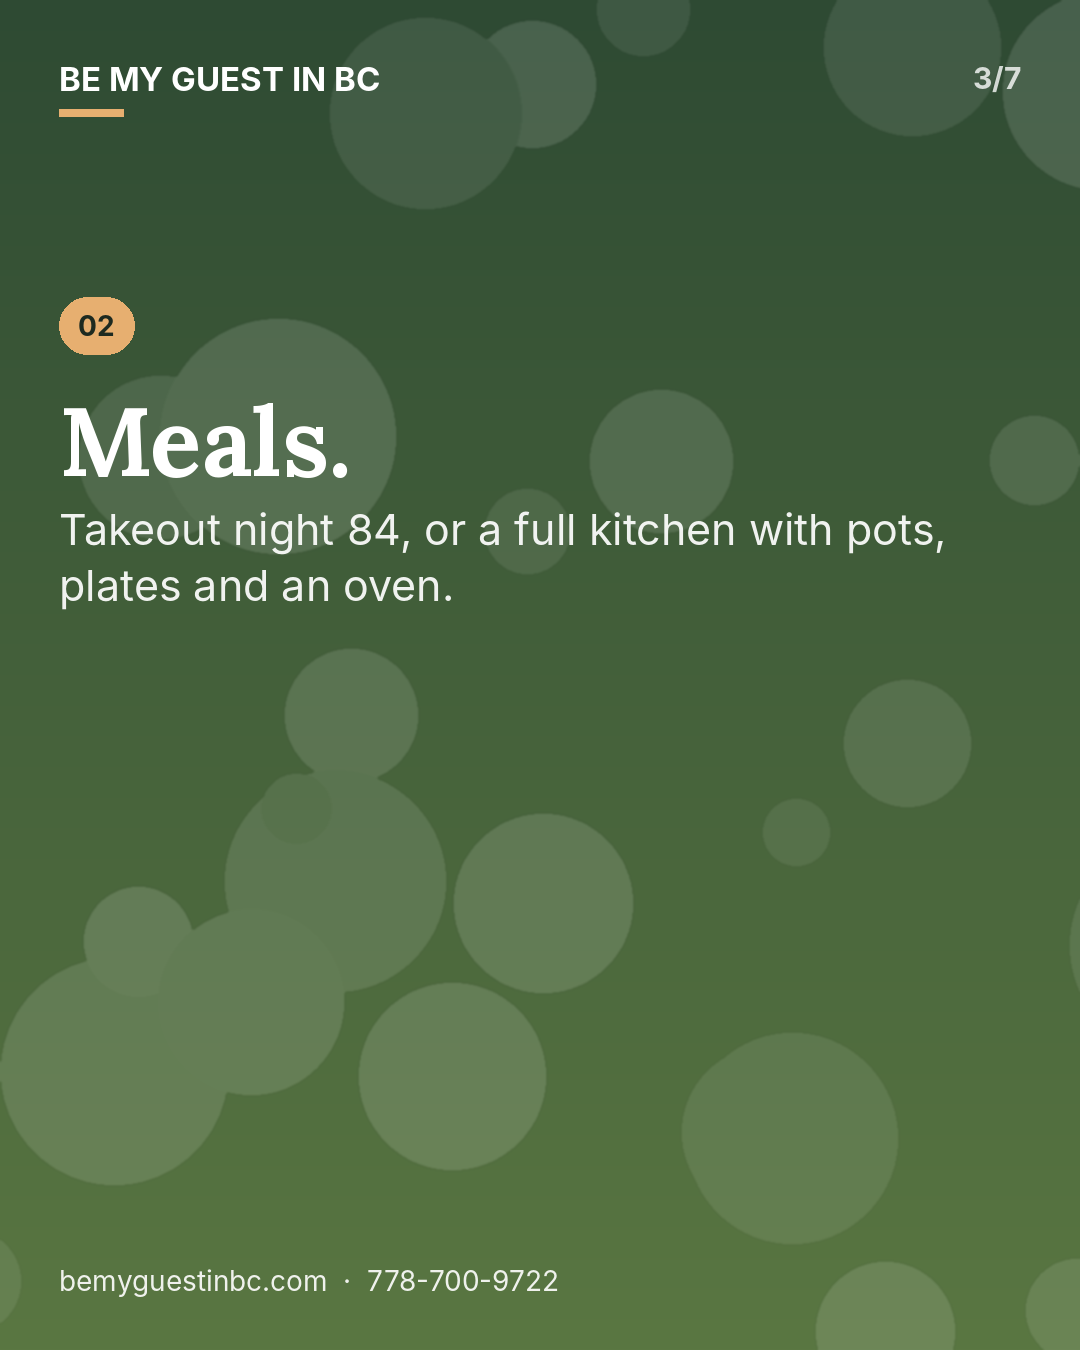 BE MY GUEST IN BC
3/7
02
Meals.
Takeout night 84, or a full kitchen with pots,
plates and an oven.
bemyguestinbc.com · 778-700-9722